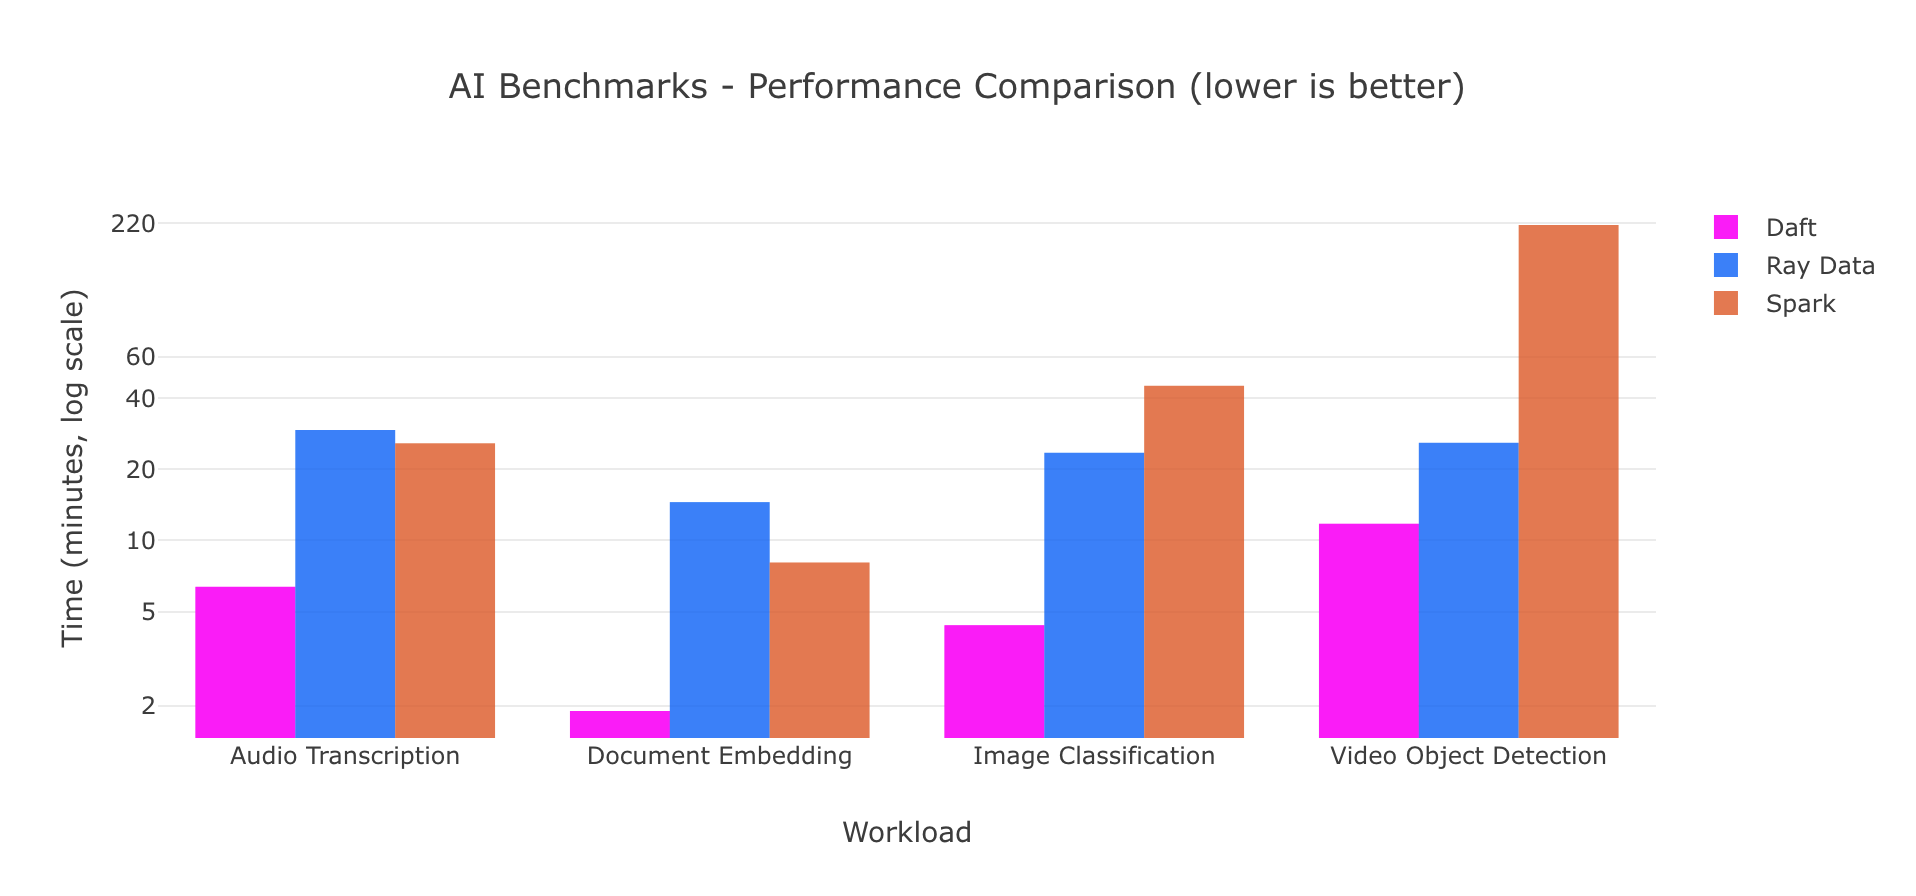 AI Benchmarks - Performance Comparison (lower is better)
Time (minutes, log scale)
220
60
40
20
10
5
2
Daft
Ray Data
Spark
Audio Transcription
Document Embedding
Image Classification
Video Object Detection
Workload